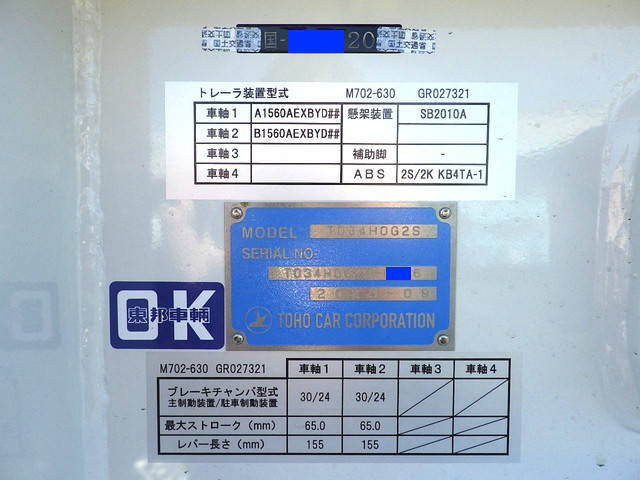 国- 20
トレーラ装置型式 M702-630 GR027321
車軸1 A1560AEXBYD## 懸架装置 SB2010A
車軸2 B1560AEXBYD##
車軸3 補助脚 -
車軸4 ABS 2S/2K KB4TA-1
MODEL TD34H0G2S
SERIAL NO.
TD34H 6
TOHO CAR CORPORATION
OK
東邦車輛
M702-630 GR027321 車軸1 車軸2 車軸3 車軸4
ブレーキチャンバ型式
主制動装置/駐車制動装置 30/24 30/24
最大ストローク(mm) 65.0 65.0
レバー長さ(mm) 155 155